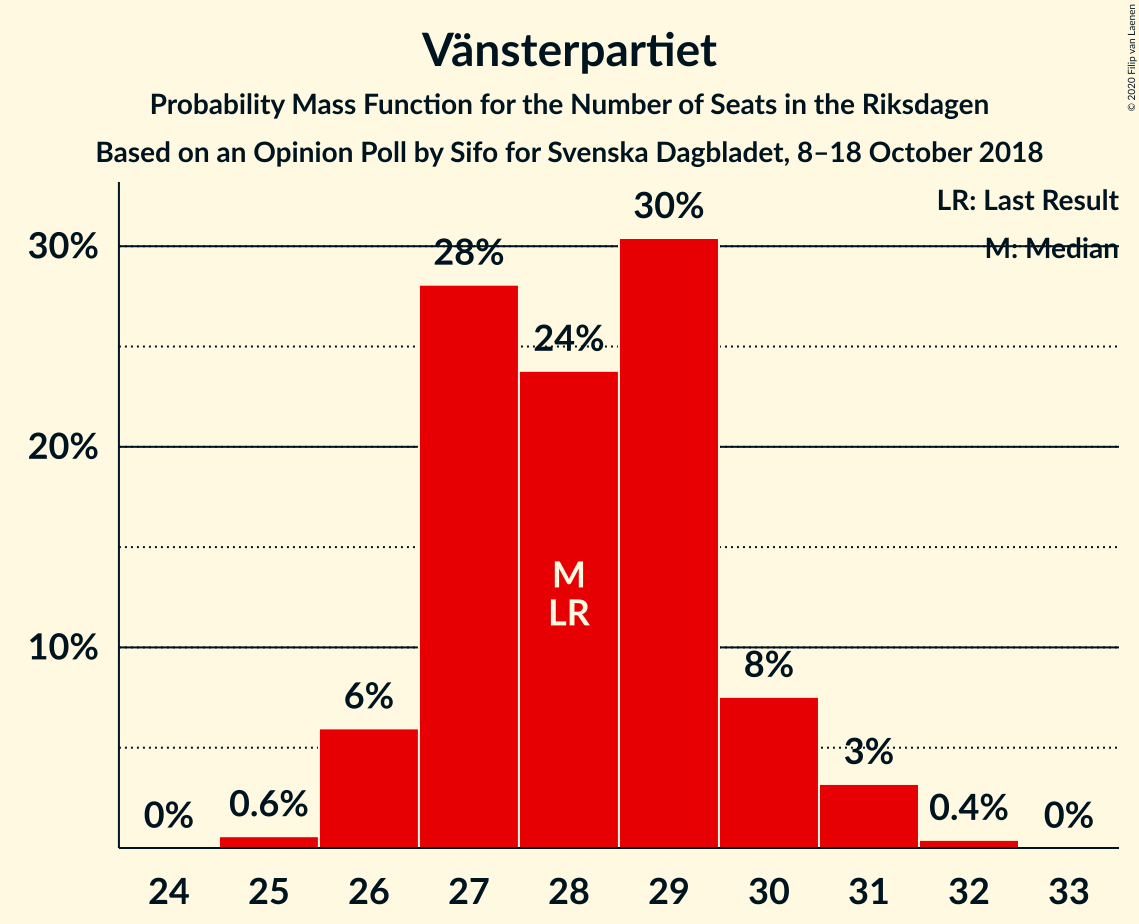 Vänsterpartiet
Probability Mass Function for the Number of Seats in the Riksdagen
Based on an Opinion Poll by Sifo for Svenska Dagbladet, 8–18 October 2018
© 2020 Filip van Laenen
LR: Last Result
M: Median
30%
20%
10%
0%
0.6%
6%
28%
24%
30%
8%
3%
0.4%
0%
M
LR
24 25 26 27 28 29 30 31 32 33